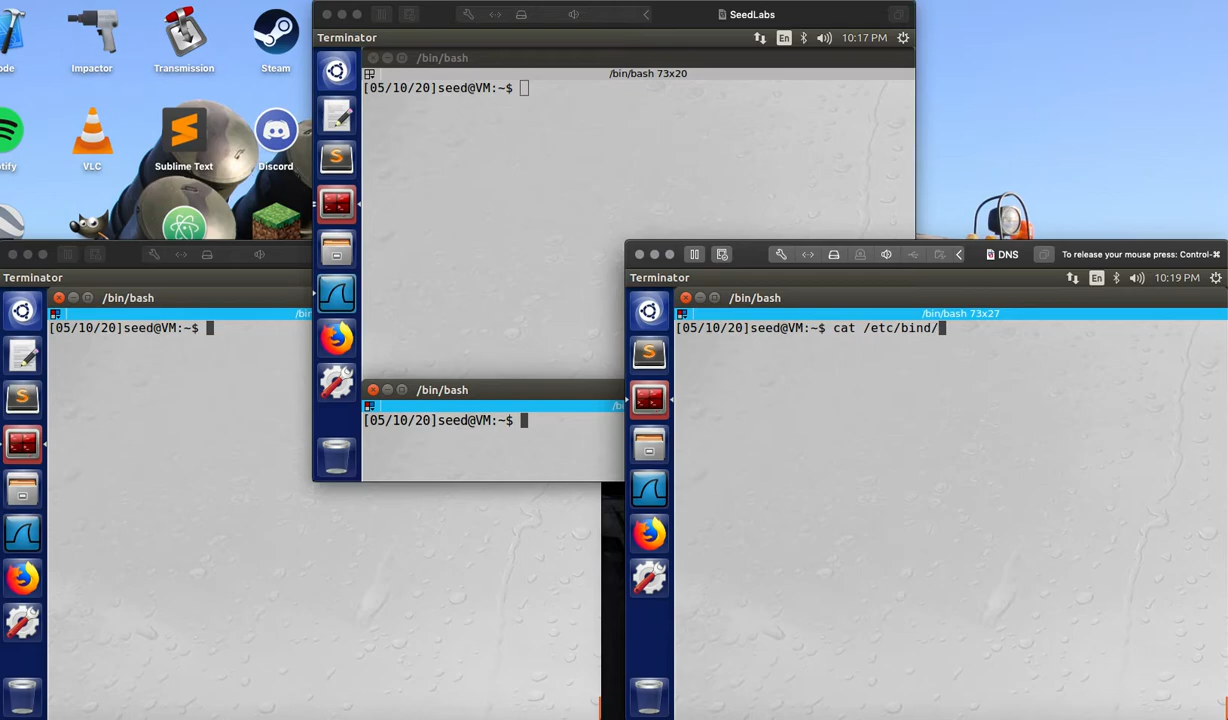 SeedLabs
Terminator
En
10:17 PM
/bin/bash
/bin/bash 73x20
[05/10/20]seed@VM:~$
ode
Impactor
Transmission
Steam
otify
VLC
Sublime Text
Discord
/bin/bash
[05/10/20]seed@VM:~$
Terminator
/bin/bash
/bin
[05/10/20]seed@VM:~$
DNS
To release your mouse press: Control-⌘
Terminator
En
10:19 PM
/bin/bash
/bin/bash 73x27
[05/10/20]seed@VM:~$ cat /etc/bind/